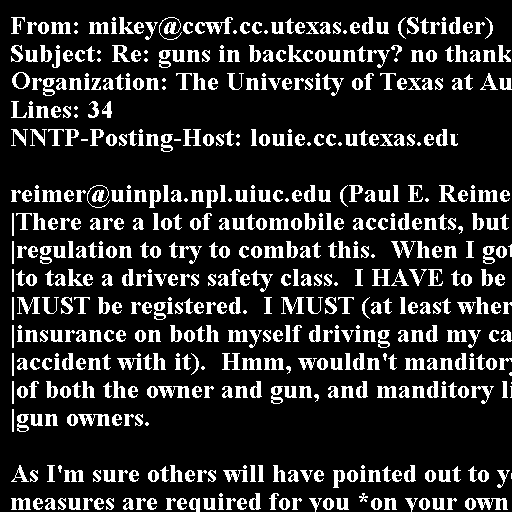 From: mikey@ccwf.cc.utexas.edu (Strider)
Subject: Re: guns in backcountry? no thank
Organization: The University of Texas at Au
Lines: 34
NNTP-Posting-Host: louie.cc.utexas.edu

reimer@uinpla.npl.uiuc.edu (Paul E. Reime
|There are a lot of automobile accidents, but
|regulation to try to combat this.  When I got
|to take a drivers safety class.  I HAVE to be
|MUST be registered.  I MUST (at least wher
|insurance on both myself driving and my ca
|accident with it).  Hmm, wouldn't manditory
|of both the owner and gun, and manditory li
|gun owners.

As I'm sure others will have pointed out to y
measures are required for you *on your own